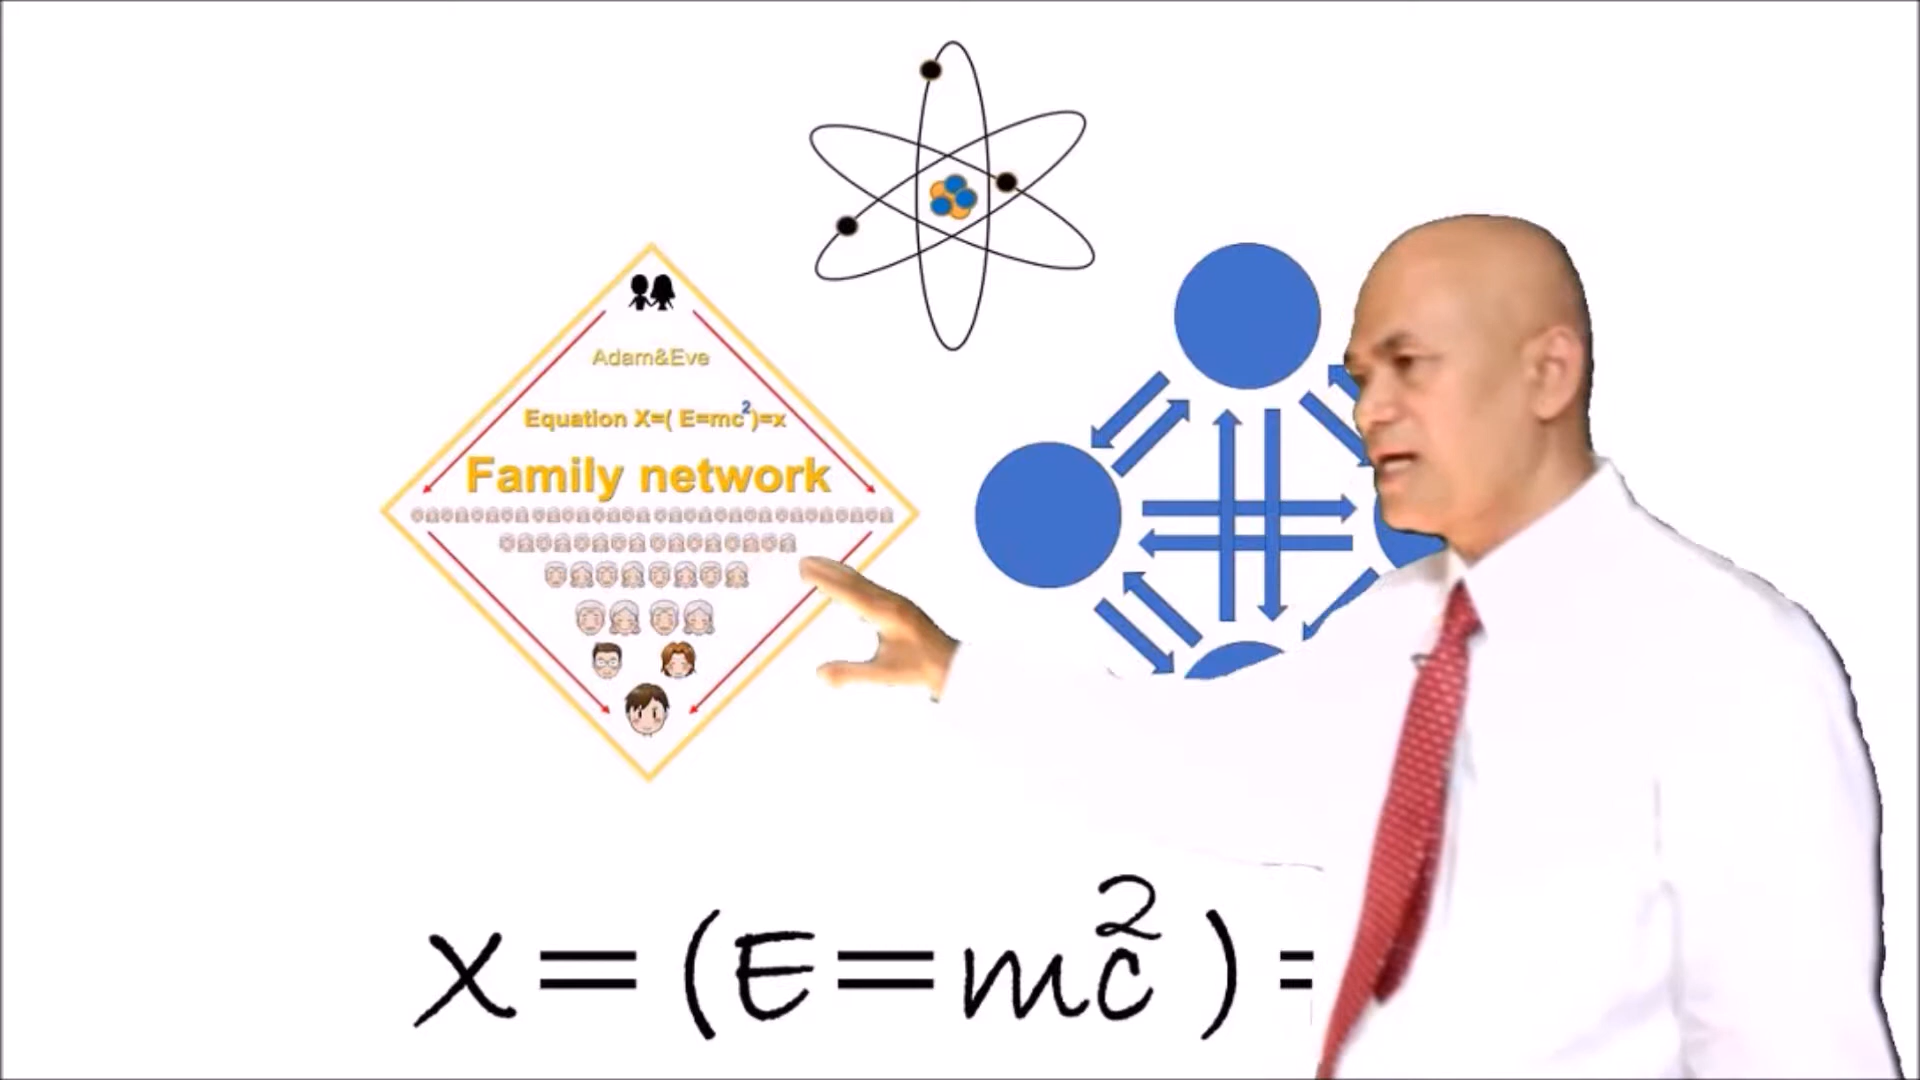 Adam&Eve
Equation X=( E=mc²)=x
Family network
X=(E=mc²)=